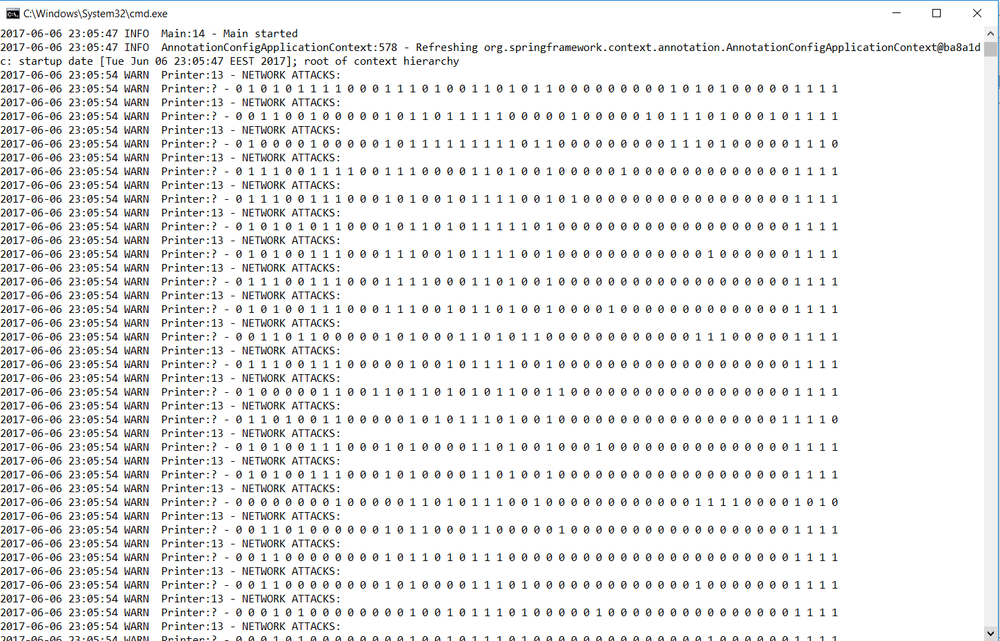 C:\Windows\System32\cmd.exe
2017-06-06 23:05:47 INFO  Main:14 - Main started
2017-06-06 23:05:47 INFO  AnnotationConfigApplicationContext:578 - Refreshing org.springframework.context.annotation.AnnotationConfigApplicationContext@ba8a1d
c: startup date [Tue Jun 06 23:05:47 EEST 2017]; root of context hierarchy
2017-06-06 23:05:54 WARN  Printer:13 - NETWORK ATTACKS:
2017-06-06 23:05:54 WARN  Printer:? - 0 1 0 1 0 1 1 1 1 0 0 0 1 1 1 0 1 0 0 1 1 0 1 0 1 1 0 0 0 0 0 0 0 0 0 1 0 1 0 1 0 0 0 0 0 1 1 1 1
2017-06-06 23:05:54 WARN  Printer:13 - NETWORK ATTACKS:
2017-06-06 23:05:54 WARN  Printer:? - 0 0 1 1 0 0 1 0 0 0 0 0 1 0 1 1 0 1 1 1 1 1 0 0 0 0 0 1 0 0 0 0 0 1 0 1 1 1 0 1 0 0 0 1 0 1 1 1 1
2017-06-06 23:05:54 WARN  Printer:13 - NETWORK ATTACKS:
2017-06-06 23:05:54 WARN  Printer:? - 0 1 0 0 0 0 1 0 0 0 0 0 1 0 1 1 1 1 1 1 1 1 1 0 1 1 0 0 0 0 0 0 0 0 0 1 1 1 0 1 0 0 0 0 0 1 1 1 0
2017-06-06 23:05:54 WARN  Printer:13 - NETWORK ATTACKS:
2017-06-06 23:05:54 WARN  Printer:? - 0 1 1 1 0 0 1 1 1 1 0 0 1 1 1 0 0 0 0 1 1 0 1 0 0 1 0 0 0 0 0 1 0 0 0 0 0 0 0 0 0 0 0 0 0 1 1 1 1
2017-06-06 23:05:54 WARN  Printer:13 - NETWORK ATTACKS:
2017-06-06 23:05:54 WARN  Printer:? - 0 1 1 1 0 0 1 1 1 0 0 0 1 0 1 0 0 1 0 1 1 1 1 0 0 1 0 1 0 0 0 0 0 0 0 0 0 0 0 0 0 0 0 0 0 1 1 1 1
2017-06-06 23:05:54 WARN  Printer:13 - NETWORK ATTACKS:
2017-06-06 23:05:54 WARN  Printer:? - 0 1 0 1 0 1 0 1 1 0 0 0 1 0 1 1 0 1 0 1 1 1 1 1 0 1 0 0 0 0 0 0 0 0 0 0 0 0 0 0 0 0 0 0 0 1 1 1 1
2017-06-06 23:05:54 WARN  Printer:13 - NETWORK ATTACKS:
2017-06-06 23:05:54 WARN  Printer:? - 0 1 0 1 0 0 1 1 1 0 0 0 1 1 1 0 0 1 0 1 1 1 1 0 0 1 0 0 0 0 0 0 0 0 0 0 0 0 1 0 0 0 0 0 0 1 1 1 1
2017-06-06 23:05:54 WARN  Printer:13 - NETWORK ATTACKS:
2017-06-06 23:05:54 WARN  Printer:? - 0 1 1 1 0 0 1 1 1 0 0 0 1 1 1 1 0 0 0 1 1 0 1 0 0 1 0 0 0 0 0 0 0 0 0 0 0 0 0 0 0 0 0 0 0 1 1 1 1
2017-06-06 23:05:54 WARN  Printer:13 - NETWORK ATTACKS:
2017-06-06 23:05:54 WARN  Printer:? - 0 1 0 1 0 0 1 1 1 0 0 0 1 1 1 0 0 1 0 1 1 0 1 0 0 1 0 0 0 0 1 0 0 0 0 0 0 0 0 0 0 0 0 0 0 1 1 1 1
2017-06-06 23:05:54 WARN  Printer:13 - NETWORK ATTACKS:
2017-06-06 23:05:54 WARN  Printer:? - 0 0 1 1 0 1 1 0 0 0 0 0 1 0 1 0 0 0 1 1 0 1 0 1 1 0 0 0 0 0 0 0 0 0 0 0 0 1 1 1 0 0 0 0 0 1 1 1 1
2017-06-06 23:05:54 WARN  Printer:13 - NETWORK ATTACKS:
2017-06-06 23:05:54 WARN  Printer:? - 0 1 1 1 0 0 1 1 1 0 0 0 0 0 1 0 0 1 0 1 1 1 1 0 0 1 0 0 0 0 0 0 0 0 0 0 0 0 0 0 0 0 0 0 0 1 1 1 1
2017-06-06 23:05:54 WARN  Printer:13 - NETWORK ATTACKS:
2017-06-06 23:05:54 WARN  Printer:? - 0 1 0 0 0 0 0 1 1 0 0 1 1 0 1 1 0 1 0 1 0 1 1 0 0 1 1 0 0 0 0 0 0 0 0 0 0 0 0 0 0 0 0 0 0 1 1 1 1
2017-06-06 23:05:54 WARN  Printer:13 - NETWORK ATTACKS:
2017-06-06 23:05:54 WARN  Printer:? - 0 1 1 0 1 0 0 1 1 0 0 0 0 0 1 0 1 0 1 1 1 0 1 0 0 1 0 0 0 0 0 0 0 0 0 0 0 0 0 0 0 0 0 0 1 1 1 1 0
2017-06-06 23:05:54 WARN  Printer:13 - NETWORK ATTACKS:
2017-06-06 23:05:54 WARN  Printer:? - 0 1 0 1 0 0 1 1 1 0 0 0 1 0 1 0 0 0 0 1 1 0 1 0 0 1 0 0 0 1 0 0 0 0 0 0 0 0 0 0 0 0 0 0 0 1 1 1 1
2017-06-06 23:05:54 WARN  Printer:13 - NETWORK ATTACKS:
2017-06-06 23:05:54 WARN  Printer:? - 0 1 0 1 0 0 1 1 1 0 0 0 1 0 1 0 0 0 0 1 1 0 1 0 0 1 0 0 0 0 0 0 0 0 0 0 0 0 0 0 0 0 0 0 0 1 1 1 1
2017-06-06 23:05:54 WARN  Printer:13 - NETWORK ATTACKS:
2017-06-06 23:05:54 WARN  Printer:? - 0 0 0 0 0 0 0 0 1 0 0 0 0 0 1 1 0 1 0 1 1 1 0 0 1 0 0 0 0 0 0 0 0 0 0 0 0 1 1 1 1 0 0 0 0 1 0 1 0
2017-06-06 23:05:54 WARN  Printer:13 - NETWORK ATTACKS:
2017-06-06 23:05:54 WARN  Printer:? - 0 0 1 1 0 1 0 0 0 0 0 0 1 0 1 1 0 0 0 1 1 0 0 0 0 0 1 0 0 0 0 0 0 0 0 0 0 0 0 0 0 0 0 0 0 1 1 1 1
2017-06-06 23:05:54 WARN  Printer:13 - NETWORK ATTACKS:
2017-06-06 23:05:54 WARN  Printer:? - 0 0 1 1 0 0 0 0 0 0 0 0 1 0 1 1 0 1 0 1 1 1 0 0 0 0 0 0 0 0 0 0 0 0 0 0 0 0 0 0 0 0 0 0 0 1 1 1 1
2017-06-06 23:05:54 WARN  Printer:13 - NETWORK ATTACKS:
2017-06-06 23:05:54 WARN  Printer:? - 0 0 1 1 0 0 0 0 0 0 0 0 1 0 1 0 0 0 0 1 1 1 0 1 0 0 0 0 0 0 0 0 0 0 0 0 0 1 0 0 0 0 0 0 0 1 1 1 1
2017-06-06 23:05:54 WARN  Printer:13 - NETWORK ATTACKS:
2017-06-06 23:05:54 WARN  Printer:? - 0 0 0 1 0 1 0 0 0 0 0 0 0 0 1 0 0 1 0 1 1 1 0 1 0 0 0 0 0 1 0 0 0 0 0 0 0 0 0 0 0 0 0 0 0 1 1 1 1
2017-06-06 23:05:54 WARN  Printer:13 - NETWORK ATTACKS:
2017-06-06 23:05:54 WARN  Printer:? - 0 0 0 1 0 1 0 0 0 0 0 0 0 0 1 0 0 1 0 1 1 1 0 1 0 0 0 0 0 0 0 0 0 0 0 0 0 0 1 0 0 0 0 0 0 1 1 1 1